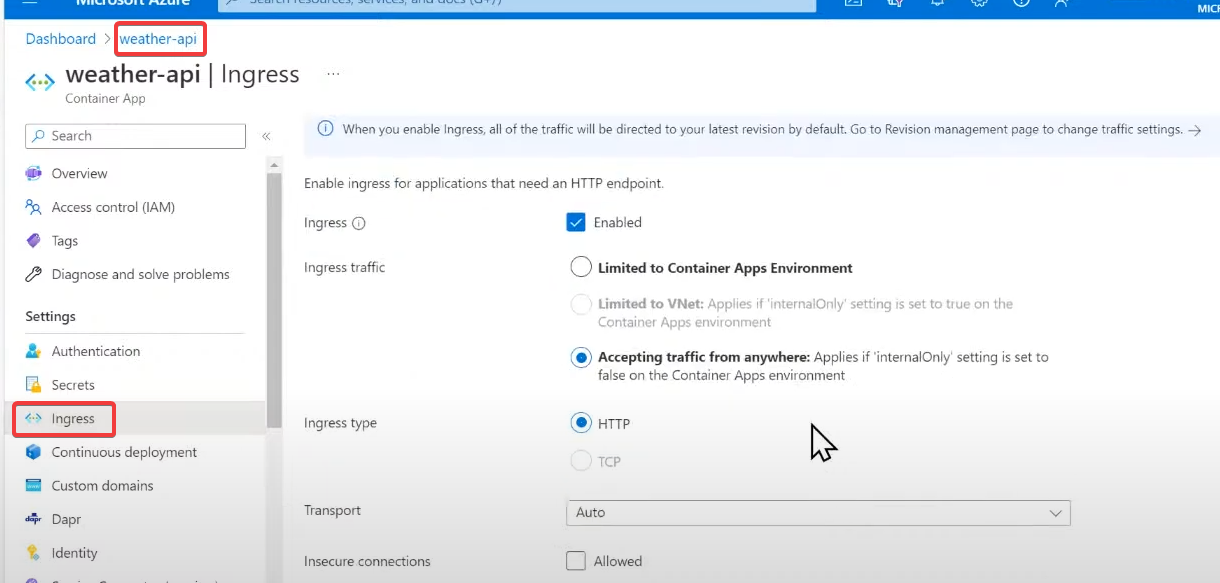 Microsoft Azure
Search resources, services, and docs (G+/)
Dashboard > weather-api
weather-api | Ingress ...
Container App
Search
«
When you enable Ingress, all of the traffic will be directed to your latest revision by default. Go to Revision management page to change traffic settings. →
Overview
Access control (IAM)
Tags
Diagnose and solve problems
Settings
Authentication
Secrets
Ingress
Continuous deployment
Custom domains
Dapr
Identity
Enable ingress for applications that need an HTTP endpoint.
Ingress
Enabled
Ingress traffic
Limited to Container Apps Environment
Limited to VNet: Applies if 'internalOnly' setting is set to true on the
Container Apps environment
Accepting traffic from anywhere: Applies if 'internalOnly' setting is set to
false on the Container Apps environment
Ingress type
HTTP
TCP
Transport
Auto
Insecure connections
Allowed